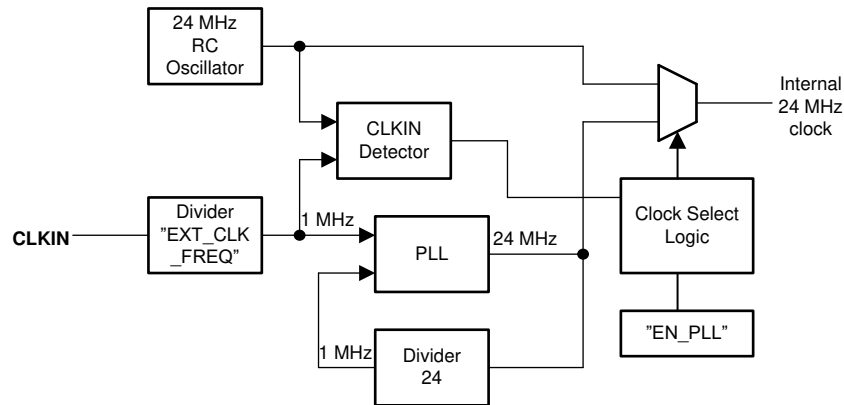 24 MHz
RC
Oscillator
Internal
24 MHz
clock
CLKIN
Detector
CLKIN
Divider
”EXT_CLK
_FREQ”
1 MHz
PLL
24 MHz
Clock Select
Logic
1 MHz
Divider
24
”EN_PLL”